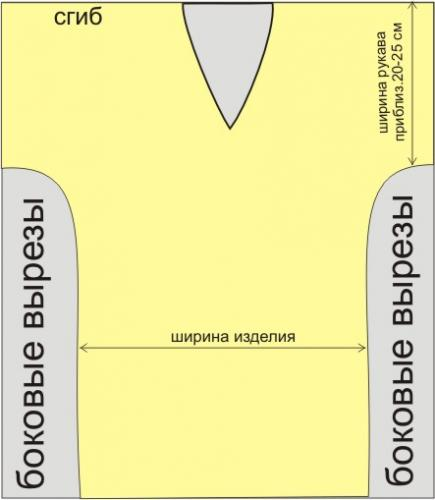 сгиб
ширина рукава
приблиз.20-25 см
боковые вырезы
боковые вырезы
ширина изделия